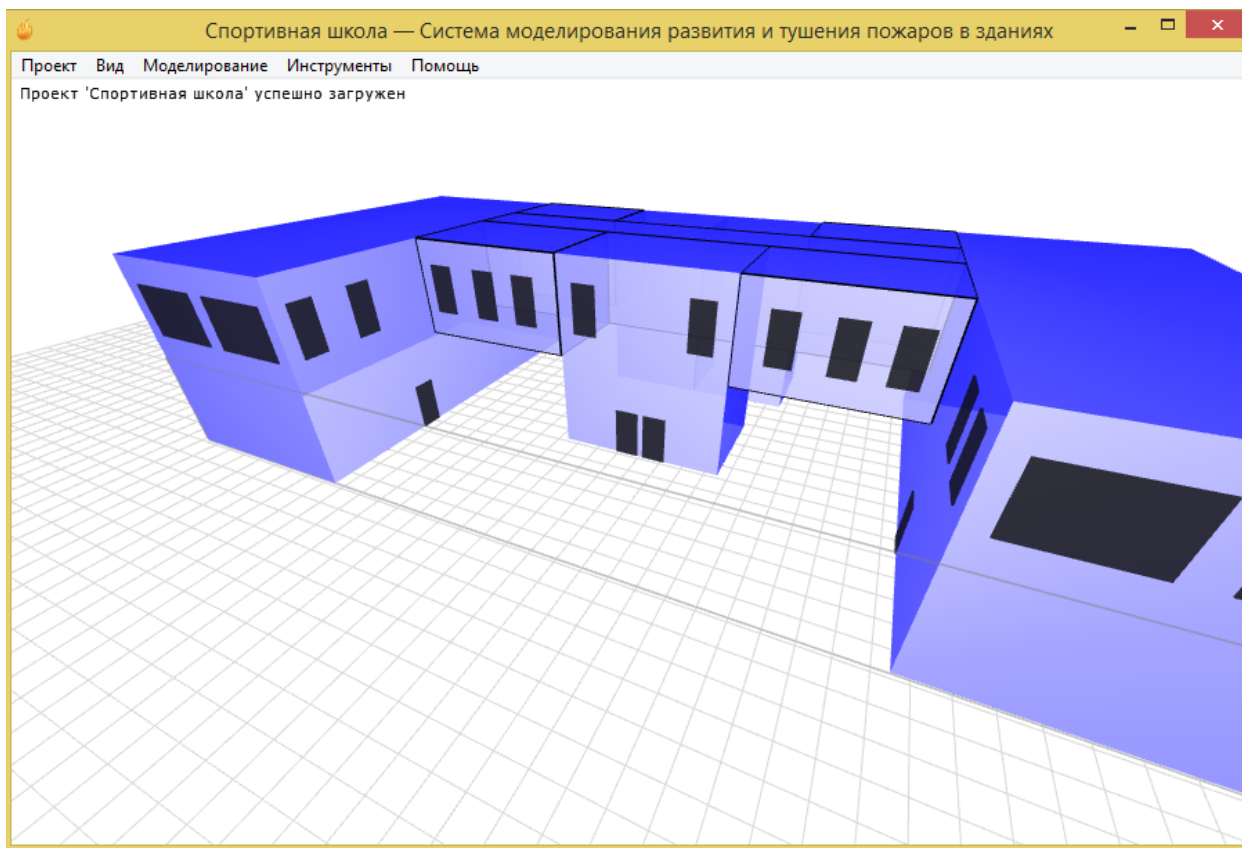 Спортивная школа — Система моделирования развития и тушения пожаров в зданиях
Проект Вид Моделирование Инструменты Помощь
Проект 'Спортивная школа' успешно загружен